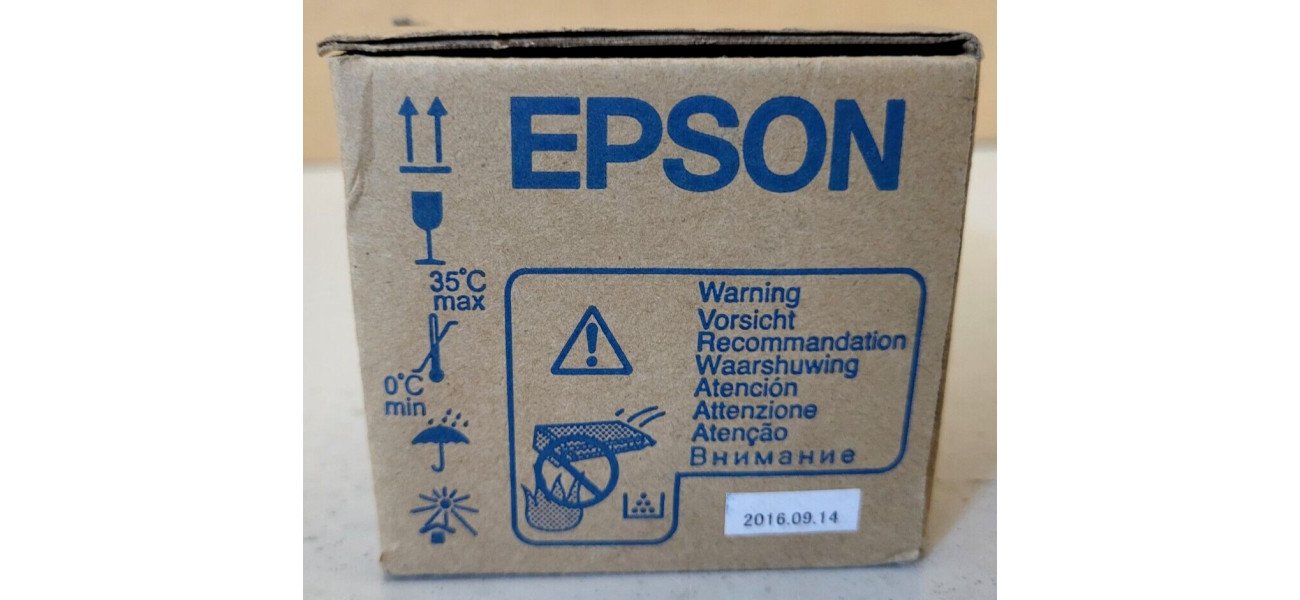 EPSON
35°C
max
0°C
min
Warning
Vorsicht
Recommandation
Waarshuwing
Atención
Attenzione
Atenção
Внимание
2016.09.14